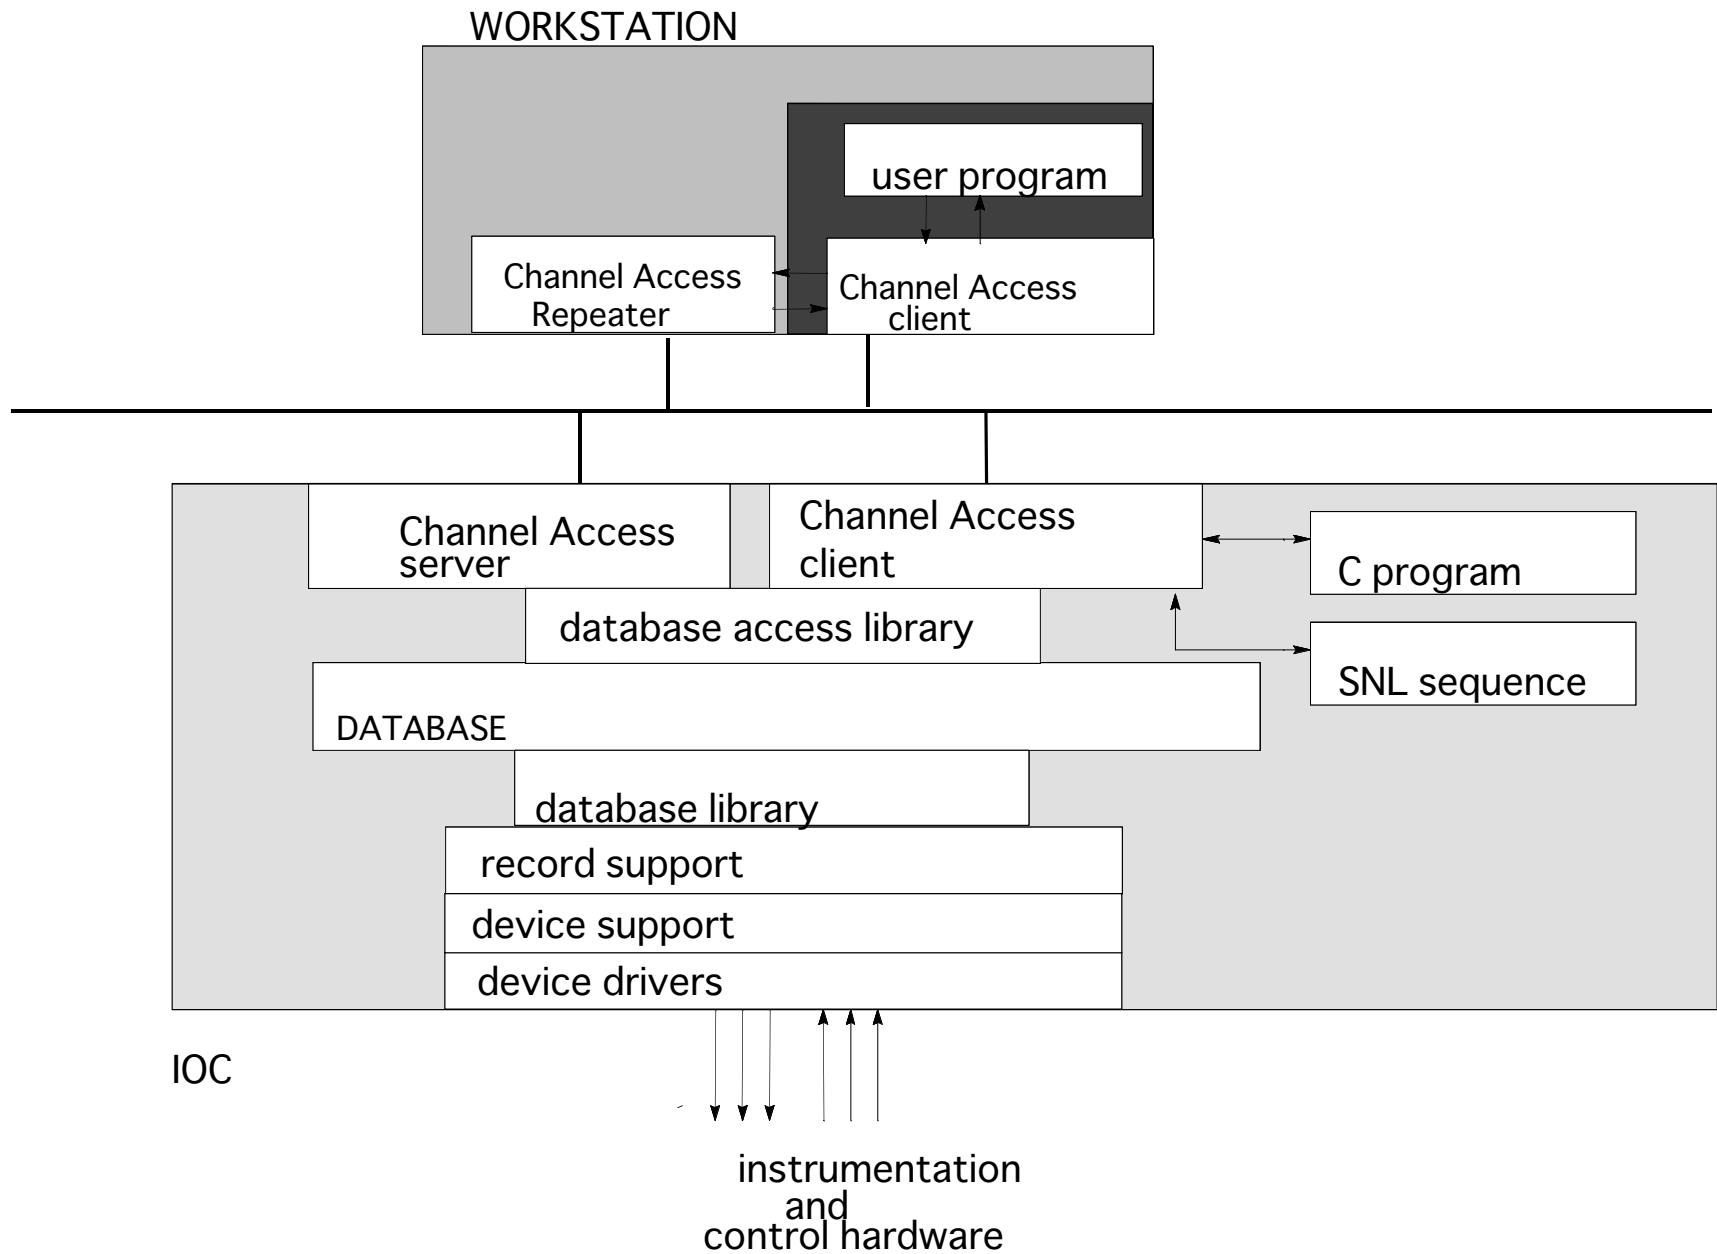 WORKSTATION
user program
Channel Access
Repeater
Channel Access
client
Channel Access
server
Channel Access
client
C program
database access library
SNL sequence
DATABASE
database library
record support
device support
device drivers
IOC
instrumentation
and
control hardware